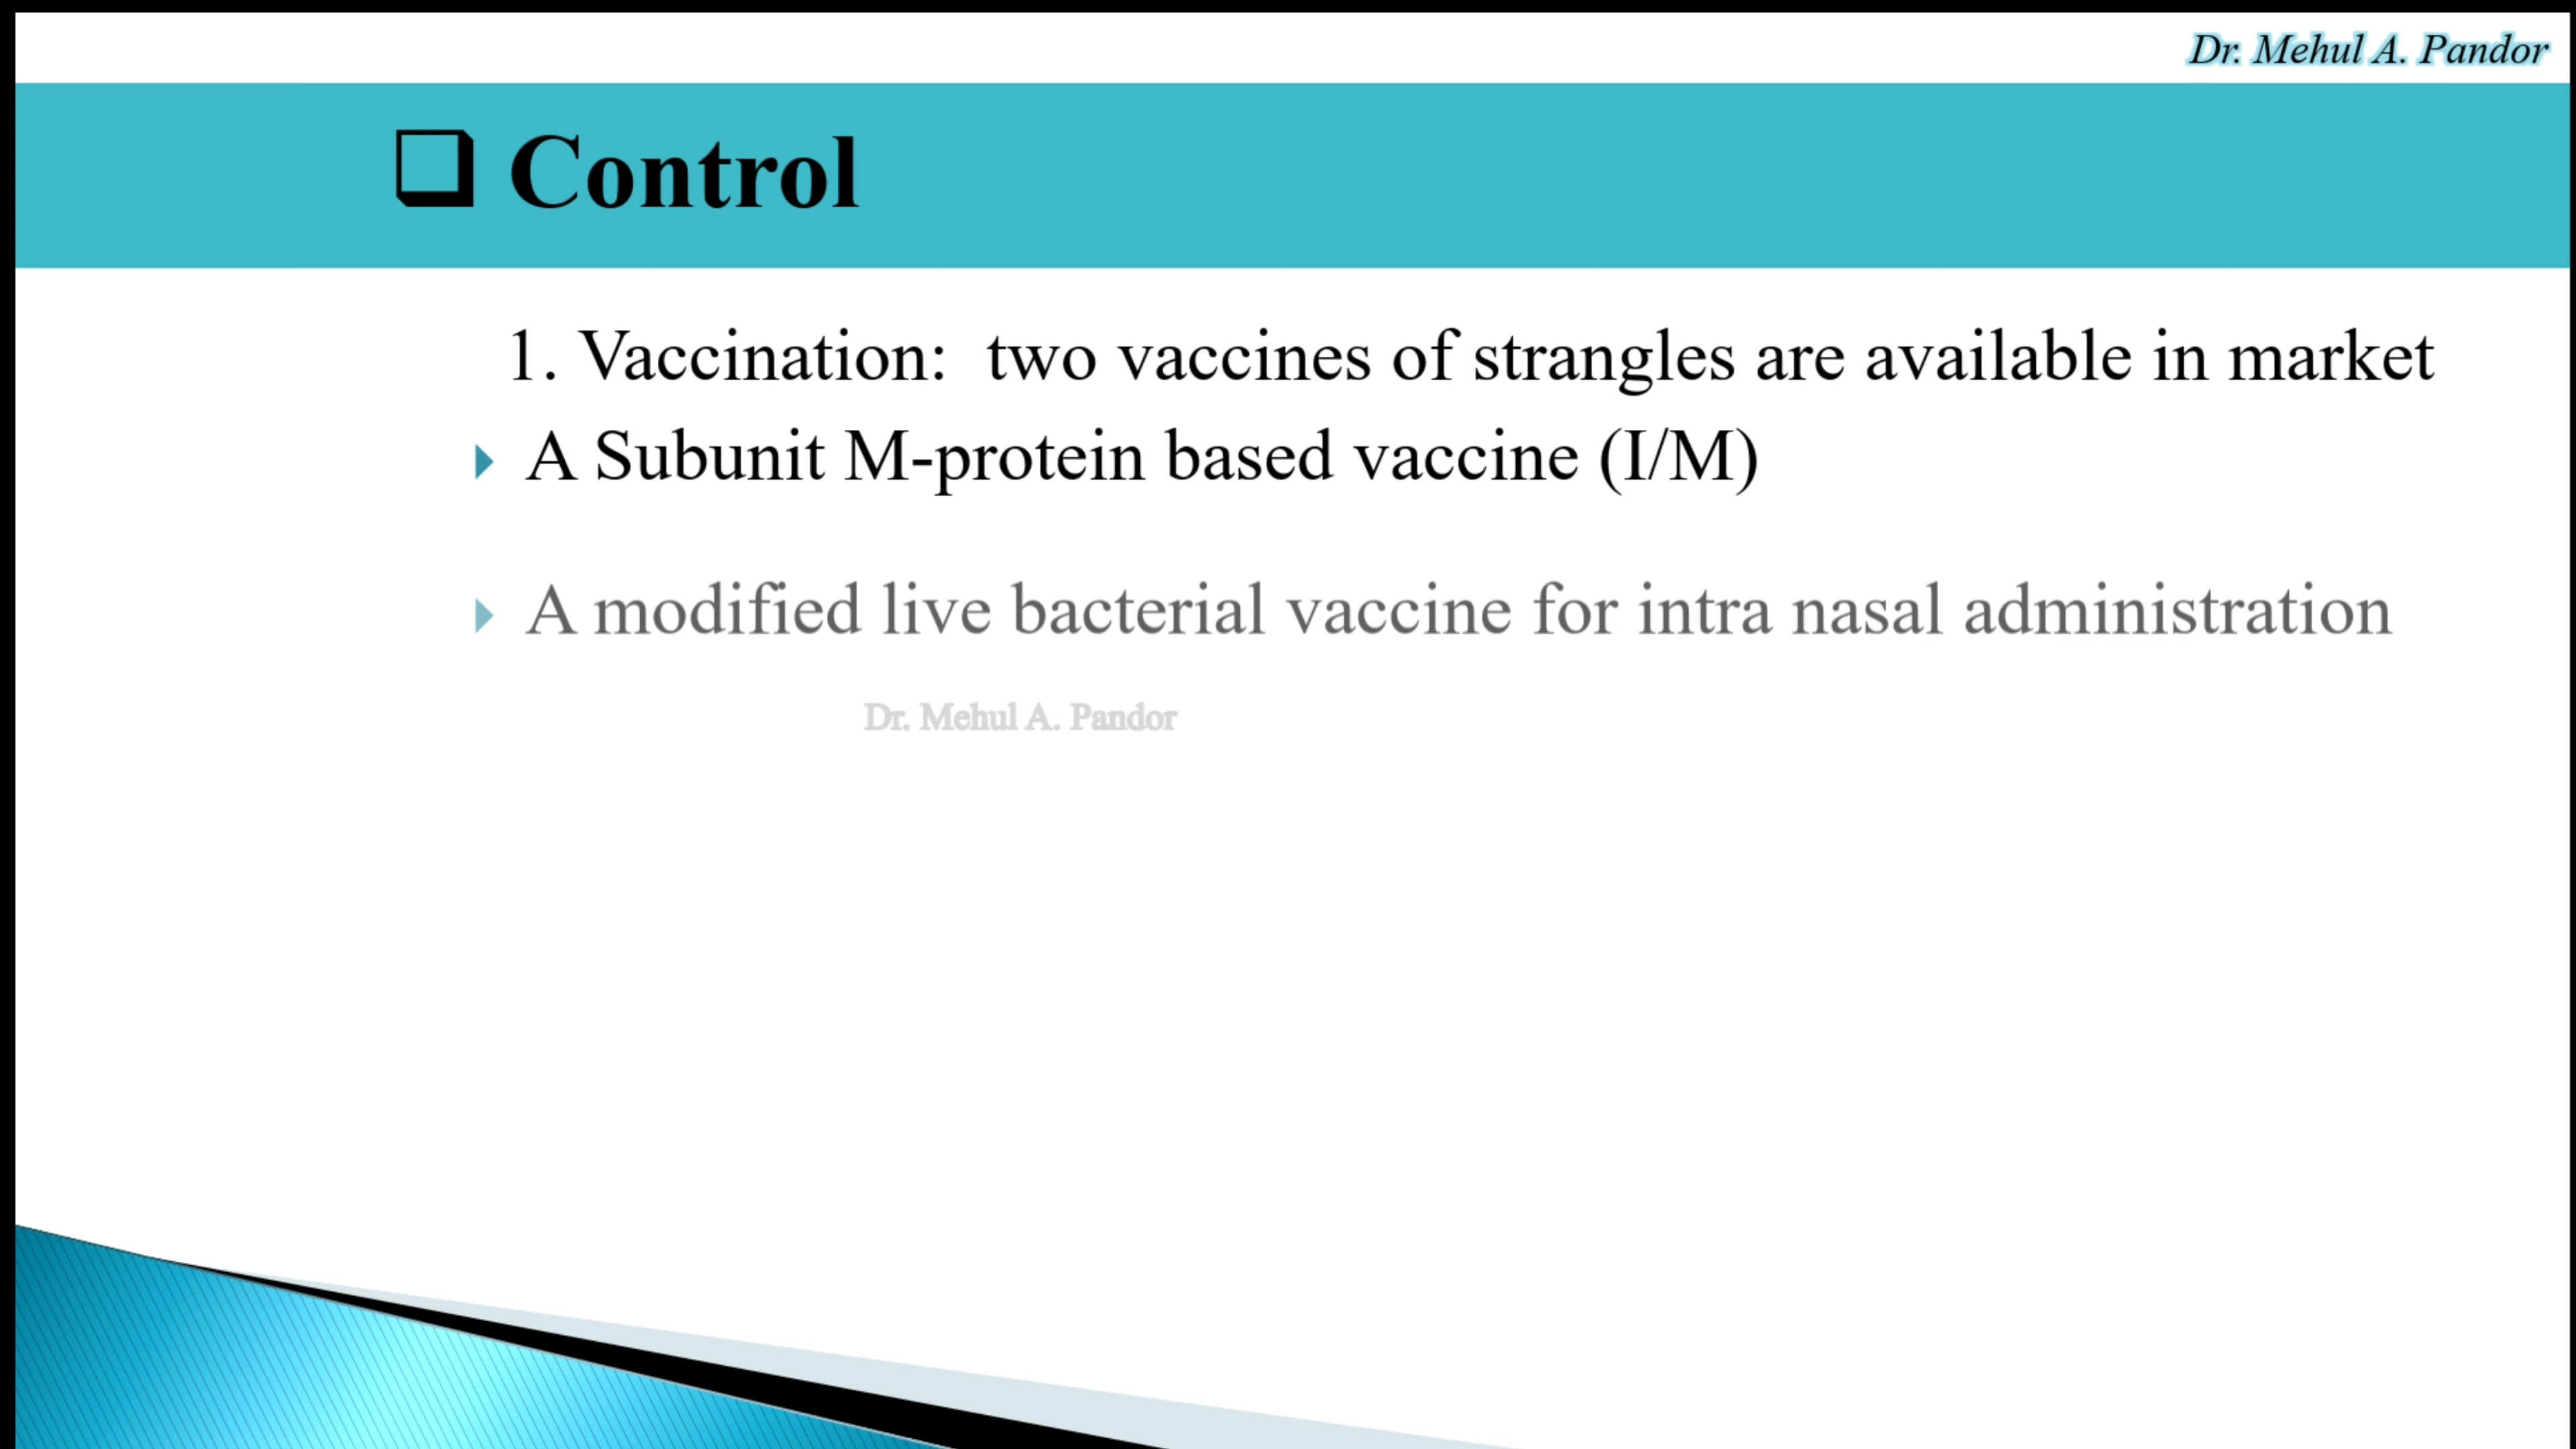 Dr. Mehul A. Pandor
❑ Control
1. Vaccination:  two vaccines of strangles are available in market
A Subunit M-protein based vaccine (I/M)
A modified live bacterial vaccine for intra nasal administration
Dr. Mehul A. Pandor